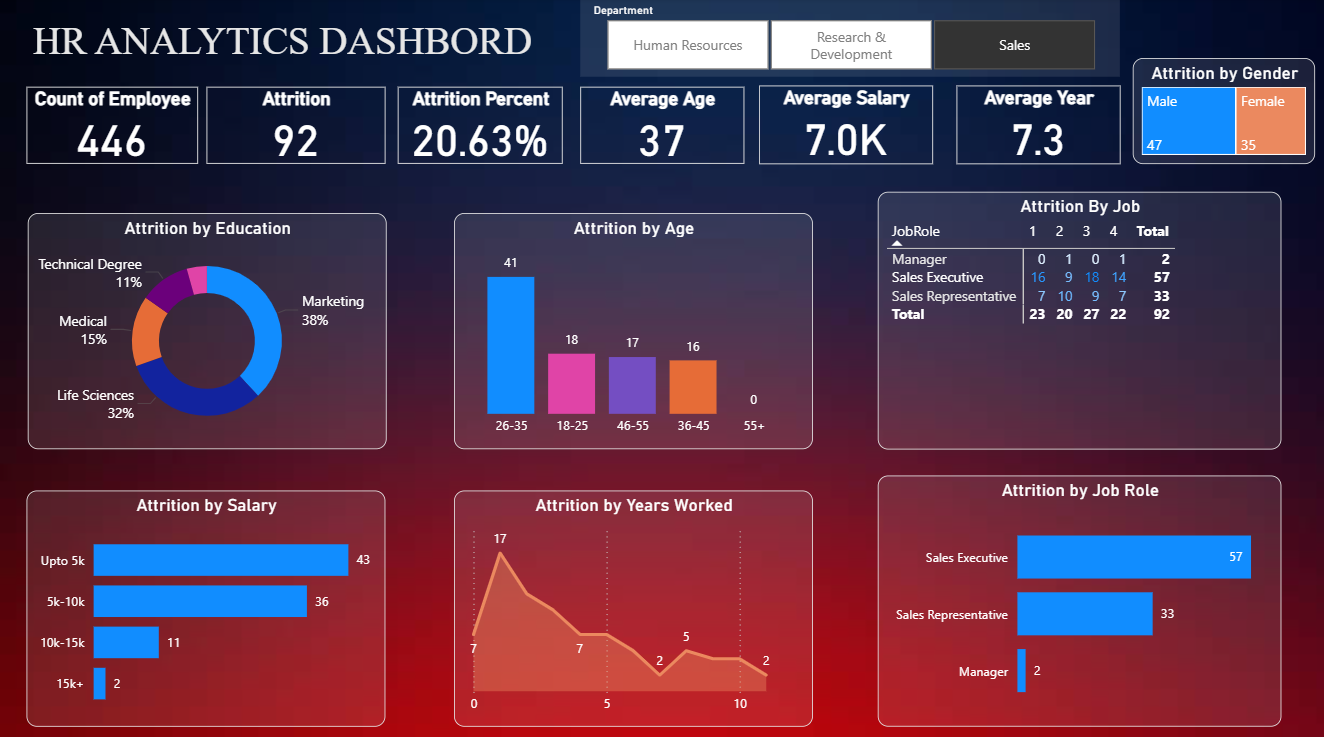 HR ANALYTICS DASHBORD
Department
Human Resources
Research &
Development
Sales
Count of Employee
446
Attrition
92
Attrition Percent
20.63%
Average Age
37
Average Salary
7.0K
Average Year
7.3
Attrition by Gender
Male
Female
47
35
Attrition by Education
Technical Degree
11%
Marketing
38%
Medical
15%
Life Sciences
32%
Attrition by Age
41
18
17
16
0
26-35 18-25 46-55 36-45 55+
Attrition By Job
JobRole 1 2 3 4 Total
Manager 0 1 0 1 2
Sales Executive 16 9 18 14 57
Sales Representative 7 10 9 7 33
Total 23 20 27 22 92
Attrition by Salary
Upto 5k 43
5k-10k 36
10k-15k 11
15k+ 2
Attrition by Years Worked
17
7
7
2
5
2
0 5 10
Attrition by Job Role
Sales Executive 57
Sales Representative 33
Manager 2